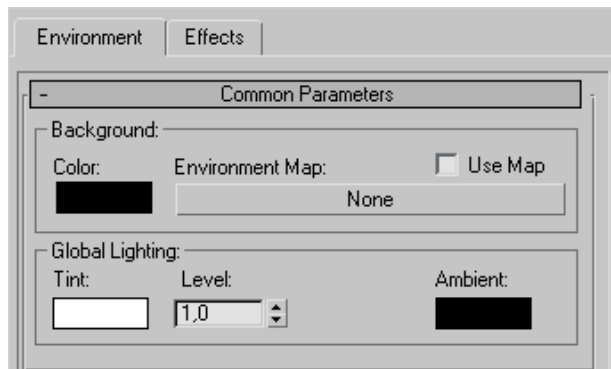 Environment Effects
- Common Parameters
Background:
Color: Environment Map: Use Map
None
Global Lighting:
Tint: Level: Ambient:
1,0